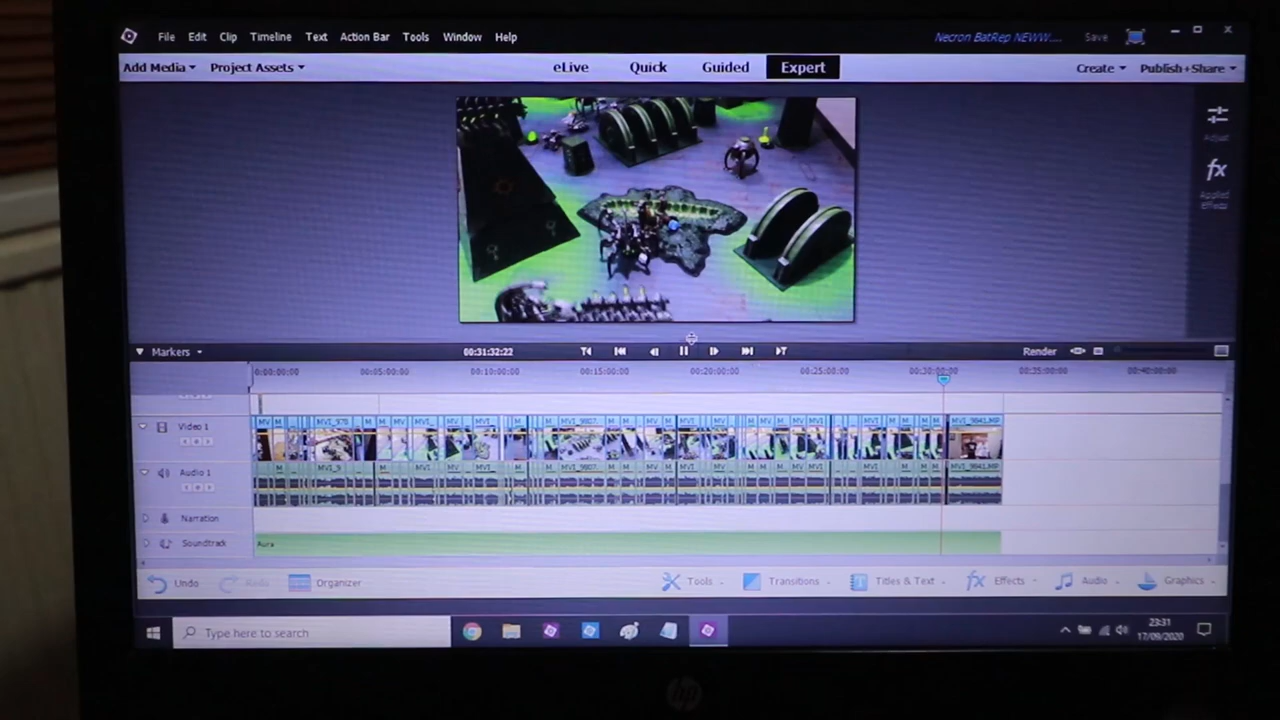 File Edit Clip Timeline Text Action Bar Tools Window Help Necron BatRep NEWW.... Save
Add Media Project Assets eLive Quick Guided Expert Create Publish+Share
Adjust
fx
Applied Effects
Markers 00:31:32:22 Render
0:00:00:00 00:05:00:00 00:10:00:00 00:15:00:00 00:20:00:00 00:25:00:00 00:30:00:00 00:35:00:00 00:40:00:00
Video 1
Audio 1
Narration
Soundtrack Aura
Undo Redo Organizer Tools Transitions Titles & Text fx Effects Audio Graphics
Type here to search
23:31
17/09/2020
hp